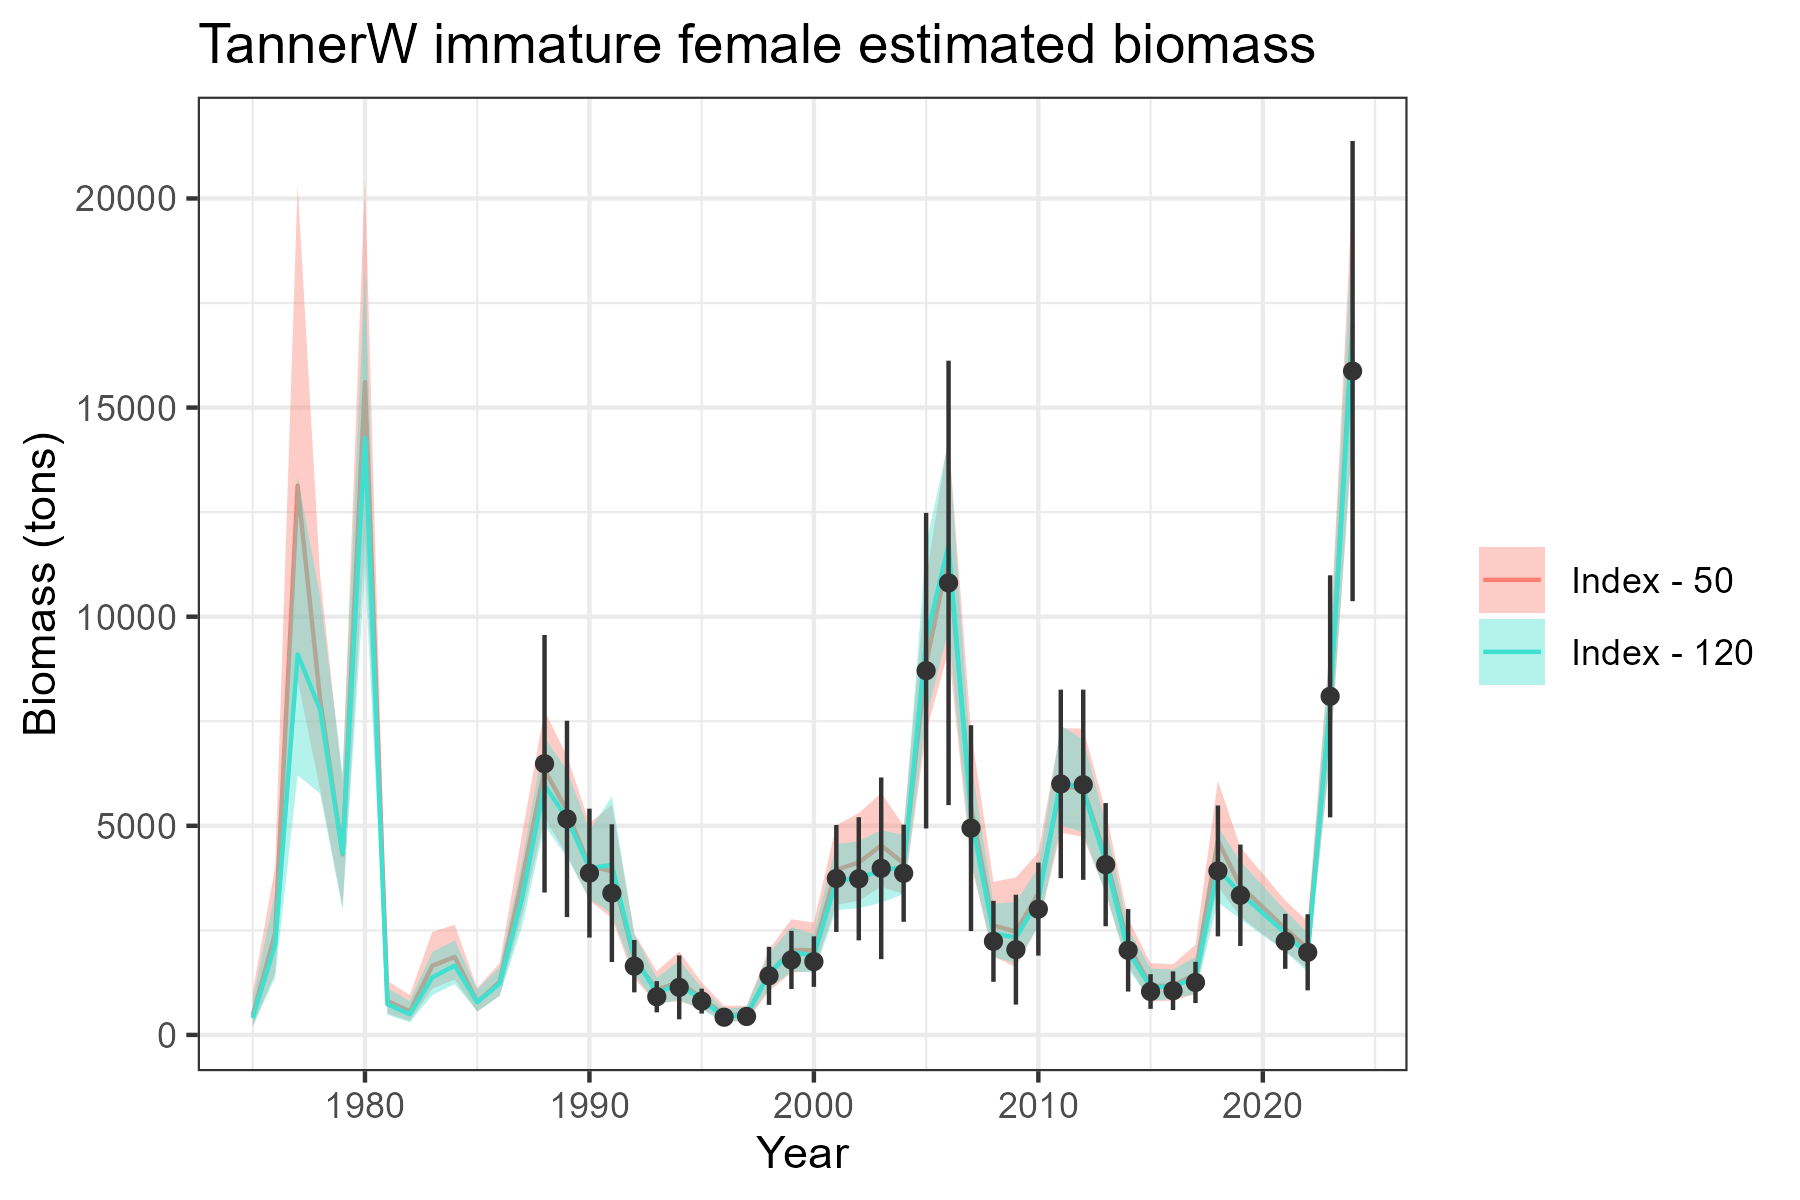 TannerW immature female estimated biomass
Biomass (tons)
20000
15000
10000
5000
0
1980 1990 2000 2010 2020
Year
Index - 50
Index - 120